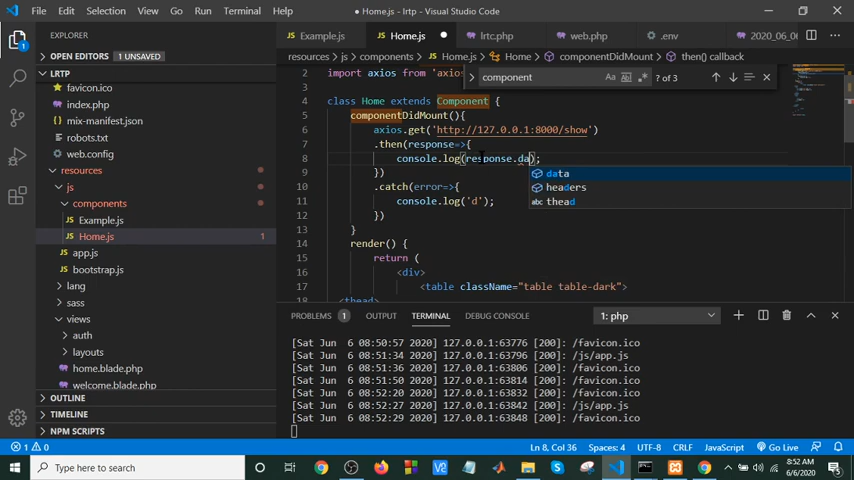 File Edit Selection View Go Run Terminal Help
● Home.js - lrtp - Visual Studio Code
EXPLORER
Example.js Home.js ● lrtc.php web.php .env 2020_06_06
OPEN EDITORS 1 UNSAVED
resources > js > components > Home.js > Home > componentDidMount > then() callback
LRTP
favicon.ico
index.php
mix-manifest.json
robots.txt
web.config
resources
js
components
Example.js
Home.js 1
app.js
bootstrap.js
lang
sass
views
auth
layouts
home.blade.php
welcome.blade.php
OUTLINE
TIMELINE
NPM SCRIPTS
component Aa Ab| .* ? of 3
2 import axios from 'axios
3
4 class Home extends Component {
5 componentDidMount(){
6 axios.get('http://127.0.0.1:8000/show')
7 .then(response=>{
8 console.log(response.da);
9 })
10 .catch(error=>{
11 console.log('d');
12 })
13 }
14 render() {
15 return (
16 <div>
17 <table className="table table-dark">
18 <thead>
data
headers
abc thead
PROBLEMS 1 OUTPUT TERMINAL DEBUG CONSOLE 1: php
[Sat Jun 6 08:50:57 2020] 127.0.0.1:63776 [200]: /favicon.ico
[Sat Jun 6 08:51:34 2020] 127.0.0.1:63796 [200]: /js/app.js
[Sat Jun 6 08:51:36 2020] 127.0.0.1:63806 [200]: /favicon.ico
[Sat Jun 6 08:51:50 2020] 127.0.0.1:63814 [200]: /favicon.ico
[Sat Jun 6 08:52:20 2020] 127.0.0.1:63832 [200]: /favicon.ico
[Sat Jun 6 08:52:27 2020] 127.0.0.1:63842 [200]: /js/app.js
[Sat Jun 6 08:52:29 2020] 127.0.0.1:63848 [200]: /favicon.ico
1 0 Ln 8, Col 36 Spaces: 4 UTF-8 CRLF JavaScript Go Live
Type here to search
8:52 AM
6/6/2020